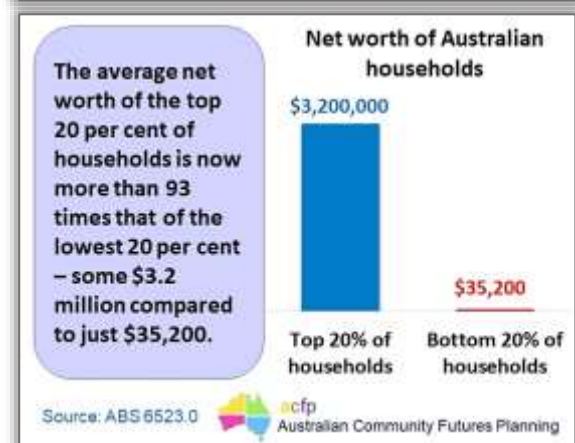 The average net
worth of the top
20 per cent of
households is now
more than 93
times that of the
lowest 20 per cent
– some $3.2
million compared
to just $35,200.
Net worth of Australian
households
$3,200,000
$35,200
Top 20% of
households
Bottom 20% of
households
Source: ABS 6523.0
acfp
Australian Community Futures Planning